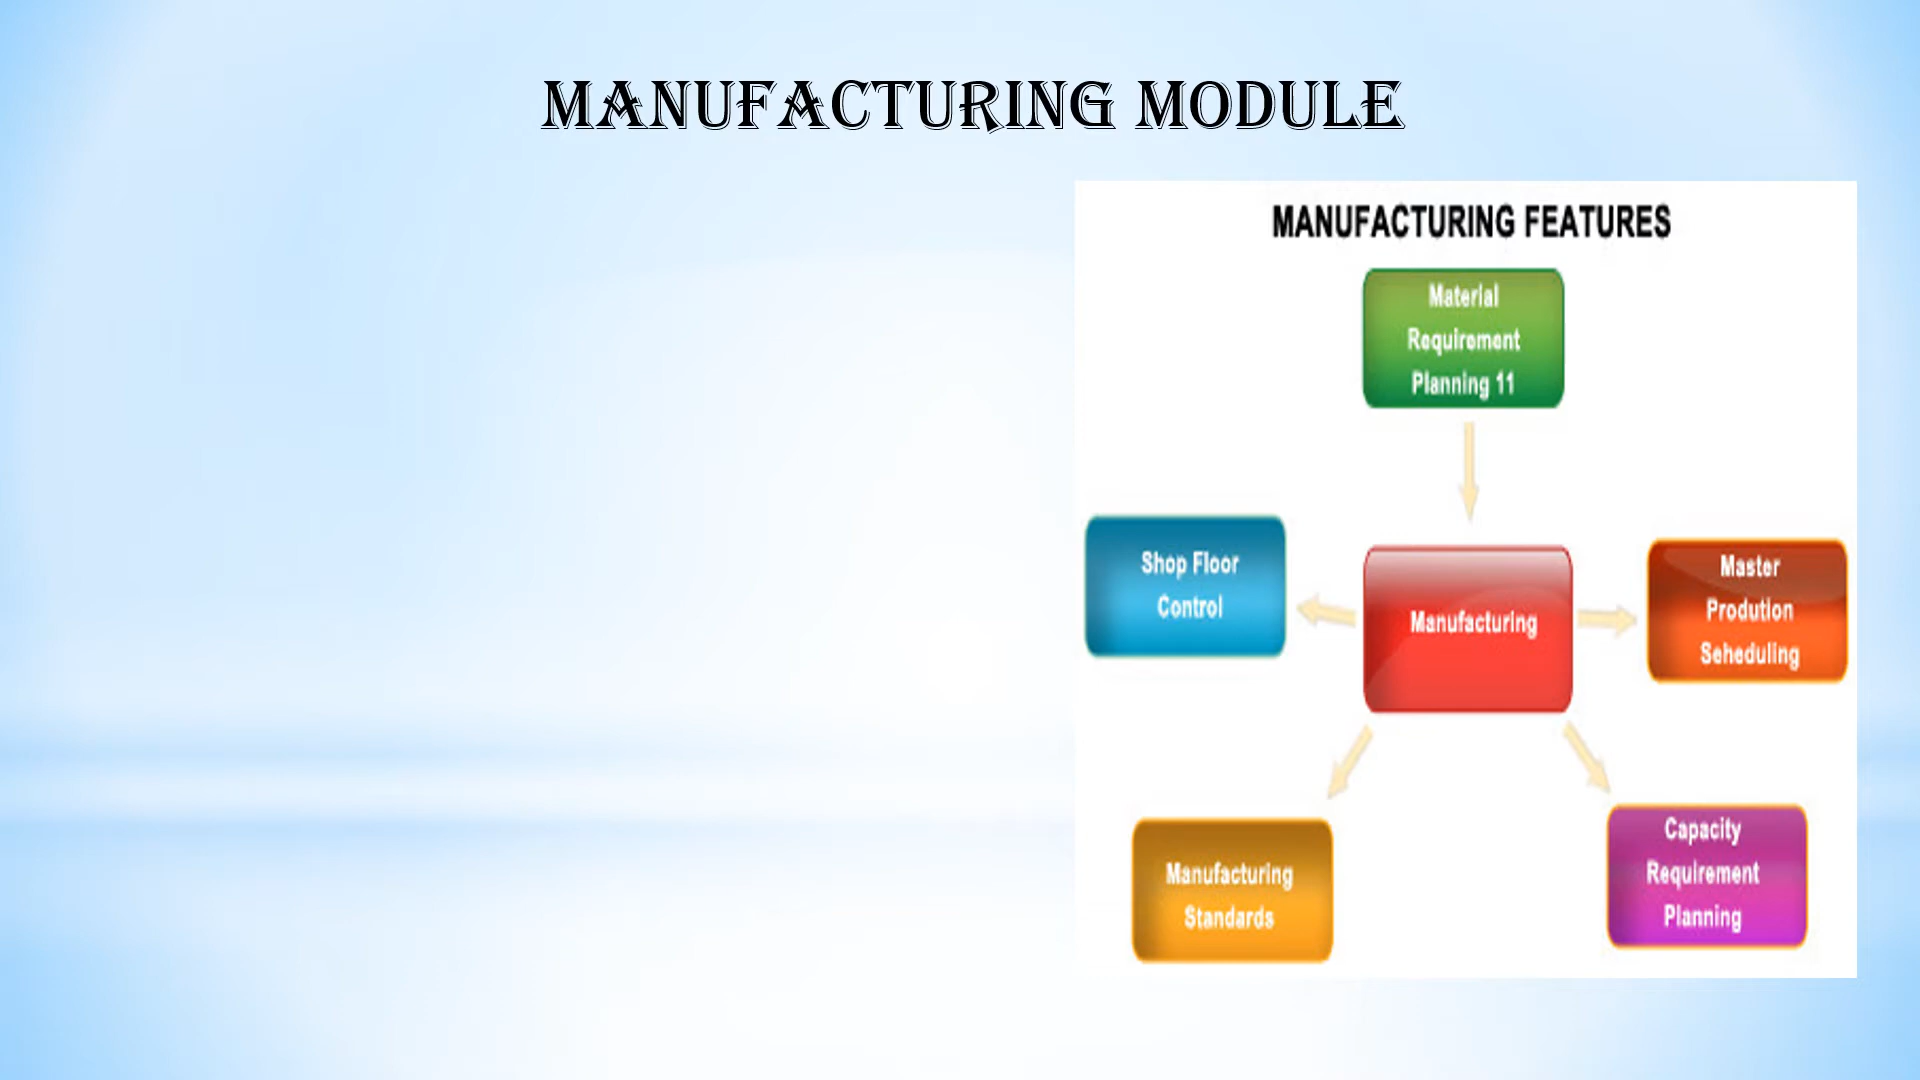 MANUFACTURING MODULE
MANUFACTURING FEATURES
Material
Requirement
Planning 11
Shop Floor
Control
Manufacturing
Master
Prodution
Seheduling
Manufacturing
Standards
Capacity
Requirement
Planning